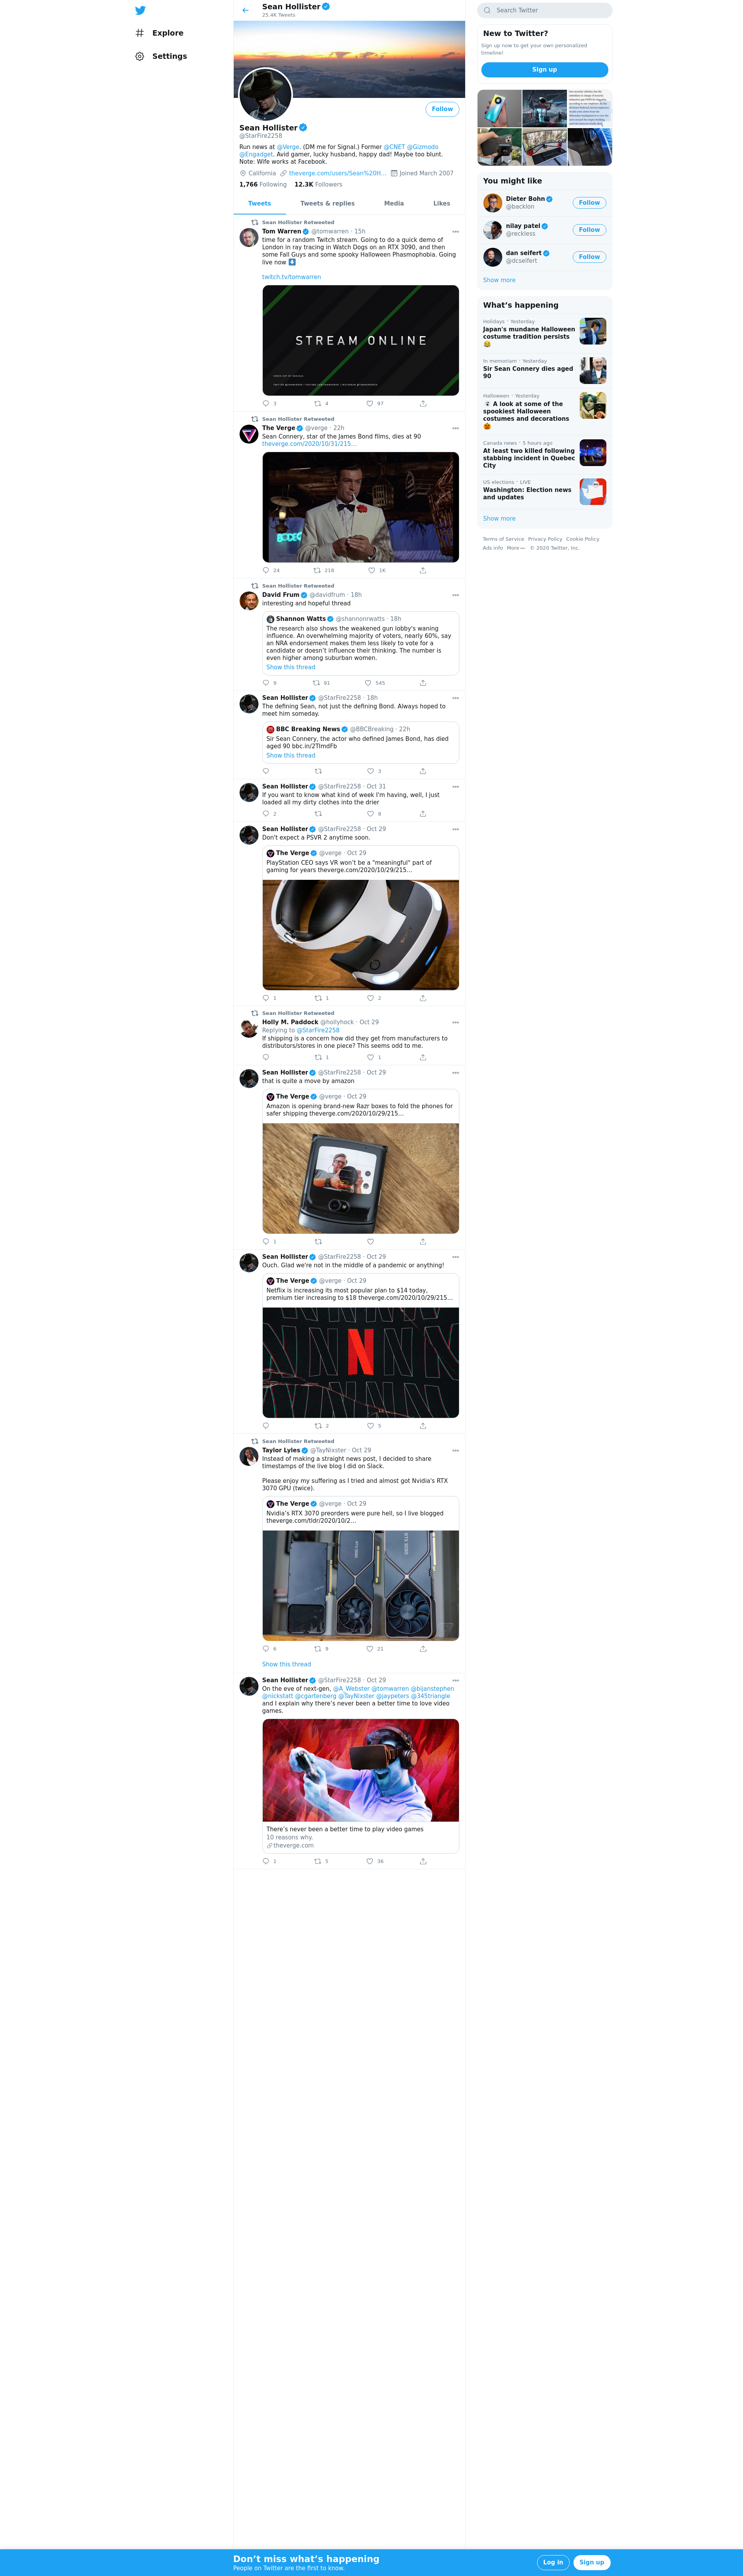 Explore
Settings
Sean Hollister
25.4K Tweets
Follow
Sean Hollister
@StarFire2258
Run news at @Verge. (DM me for Signal.) Former @CNET @Gizmodo
@Engadget. Avid gamer, lucky husband, happy dad! Maybe too blunt.
Note: Wife works at Facebook.
California theverge.com/users/Sean%20H… Joined March 2007
1,766 Following 12.3K Followers
Tweets Tweets & replies Media Likes
Sean Hollister Retweeted
Tom Warren @tomwarren · 15h
time for a random Twitch stream. Going to do a quick demo of
London in ray tracing in Watch Dogs on an RTX 3090, and then
some Fall Guys and some spooky Halloween Phasmophobia. Going
live now ⬇️
twitch.tv/tomwarren
STREAM ONLINE
3 4 97
Sean Hollister Retweeted
The Verge @verge · 22h
Sean Connery, star of the James Bond films, dies at 90
theverge.com/2020/10/31/215…
24 216 1K
Sean Hollister Retweeted
David Frum @davidfrum · 18h
interesting and hopeful thread
Shannon Watts @shannonrwatts · 18h
The research also shows the weakened gun lobby's waning
influence. An overwhelming majority of voters, nearly 60%, say
an NRA endorsement makes them less likely to vote for a
candidate or doesn't influence their thinking. The number is
even higher among suburban women.
Show this thread
9 91 545
Sean Hollister @StarFire2258 · 18h
The defining Sean, not just the defining Bond. Always hoped to
meet him someday.
BBC Breaking News @BBCBreaking · 22h
Sir Sean Connery, the actor who defined James Bond, has died
aged 90 bbc.in/2TImdFb
Show this thread
3
Sean Hollister @StarFire2258 · Oct 31
If you want to know what kind of week I'm having, well, I just
loaded all my dirty clothes into the drier
2 8
Sean Hollister @StarFire2258 · Oct 29
Don't expect a PSVR 2 anytime soon.
The Verge @verge · Oct 29
PlayStation CEO says VR won't be a "meaningful" part of
gaming for years theverge.com/2020/10/29/215…
1 1 2
Sean Hollister Retweeted
Holly M. Paddock @hollyhock · Oct 29
Replying to @StarFire2258
If shipping is a concern how did they get from manufacturers to
distributors/stores in one piece? This seems odd to me.
1 1
Sean Hollister @StarFire2258 · Oct 29
that is quite a move by amazon
The Verge @verge · Oct 29
Amazon is opening brand-new Razr boxes to fold the phones for
safer shipping theverge.com/2020/10/29/215…
1
Sean Hollister @StarFire2258 · Oct 29
Ouch. Glad we're not in the middle of a pandemic or anything!
The Verge @verge · Oct 29
Netflix is increasing its most popular plan to $14 today,
premium tier increasing to $18 theverge.com/2020/10/29/215…
2 5
Sean Hollister Retweeted
Taylor Lyles @TayNixster · Oct 29
Instead of making a straight news post, I decided to share
timestamps of the live blog I did on Slack.
Please enjoy my suffering as I tried and almost got Nvidia's RTX
3070 GPU (twice).
The Verge @verge · Oct 29
Nvidia's RTX 3070 preorders were pure hell, so I live blogged
theverge.com/tldr/2020/10/2…
6 9 21
Show this thread
Sean Hollister @StarFire2258 · Oct 29
On the eve of next-gen, @A_Webster @tomwarren @bijanstephen
@nickstatt @cgartenberg @TayNixster @jaypeters @345triangle
and I explain why there's never been a better time to love video
games.
There's never been a better time to play video games
10 reasons why.
theverge.com
1 5 36
Search Twitter
New to Twitter?
Sign up now to get your own personalized
timeline!
Sign up
You might like
Dieter Bohn
@backlon
Follow
nilay patel
@reckless
Follow
dan seifert
@dcseifert
Follow
Show more
What's happening
Holidays · Yesterday
Japan's mundane Halloween
costume tradition persists
😂
In memoriam · Yesterday
Sir Sean Connery dies aged
90
Halloween · Yesterday
A look at some of the
spookiest Halloween
costumes and decorations
🎃
Canada news · 5 hours ago
At least two killed following
stabbing incident in Quebec
City
US elections · LIVE
Washington: Election news
and updates
Show more
Terms of Service Privacy Policy Cookie Policy
Ads info More © 2020 Twitter, Inc.
Don't miss what's happening
People on Twitter are the first to know.
Log in
Sign up